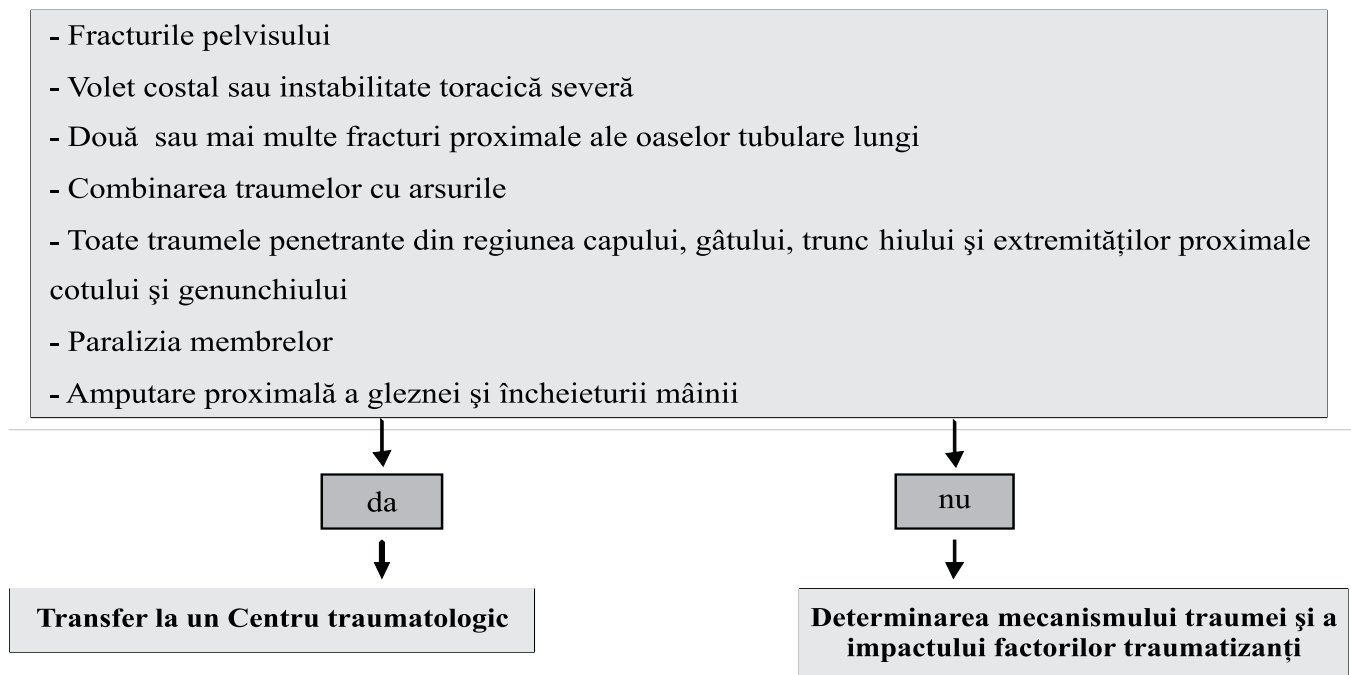 - Fracturile pelvisului
- Volet costal sau instabilitate toracică severă
- Două  sau mai multe fracturi proximale ale oaselor tubulare lungi
- Combinarea traumelor cu arsurile
- Toate traumele penetrante din regiunea capului, gâtului, trunc hiului şi extremităților proximale
cotului şi genunchiului
- Paralizia membrelor
- Amputare proximală a gleznei şi încheieturii mâinii
da
nu
Transfer la un Centru traumatologic
Determinarea mecanismului traumei şi a
impactului factorilor traumatizanți